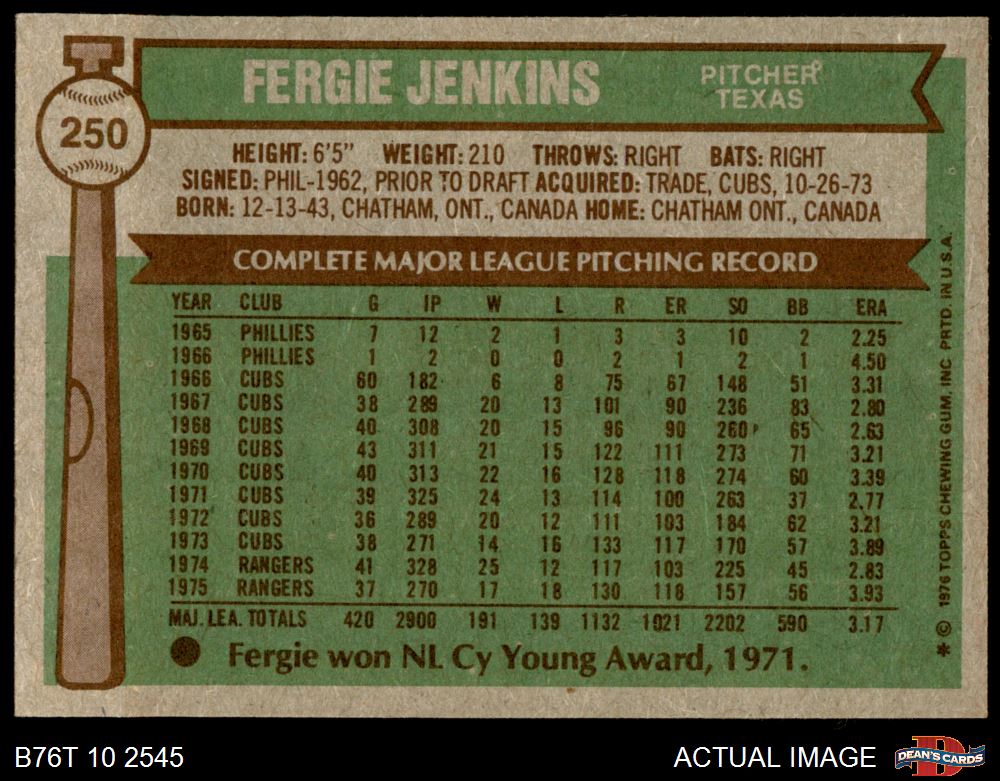 250
FERGIE JENKINS
PITCHER
TEXAS
HEIGHT: 6'5" WEIGHT: 210 THROWS: RIGHT BATS: RIGHT
SIGNED: PHIL-1962, PRIOR TO DRAFT ACQUIRED: TRADE, CUBS, 10-26-73
BORN: 12-13-43, CHATHAM, ONT., CANADA HOME: CHATHAM ONT., CANADA
COMPLETE MAJOR LEAGUE PITCHING RECORD
YEAR CLUB G IP W L R ER SO BB ERA
1965 PHILLIES 7 12 2 1 3 3 10 2 2.25
1966 PHILLIES 1 2 0 0 2 1 2 1 4.50
1966 CUBS 60 182 6 8 75 67 148 51 3.31
1967 CUBS 38 289 20 13 101 90 236 83 2.80
1968 CUBS 40 308 20 15 96 90 260 65 2.63
1969 CUBS 43 311 21 15 122 111 273 71 3.21
1970 CUBS 40 313 22 16 128 118 274 60 3.39
1971 CUBS 39 325 24 13 114 100 263 37 2.77
1972 CUBS 36 289 20 12 111 103 184 62 3.21
1973 CUBS 38 271 14 16 133 117 170 57 3.89
1974 RANGERS 41 328 25 12 117 103 225 45 2.83
1975 RANGERS 37 270 17 18 130 118 157 56 3.93
MAJ. LEA. TOTALS 420 2900 191 139 1132 1021 2202 590 3.17
Fergie won NL Cy Young Award, 1971.
* © 1976 TOPPS CHEWING GUM, INC PRTD. IN U.S.A.
B76T 10 2545
ACTUAL IMAGE
D
DEAN'S CARDS